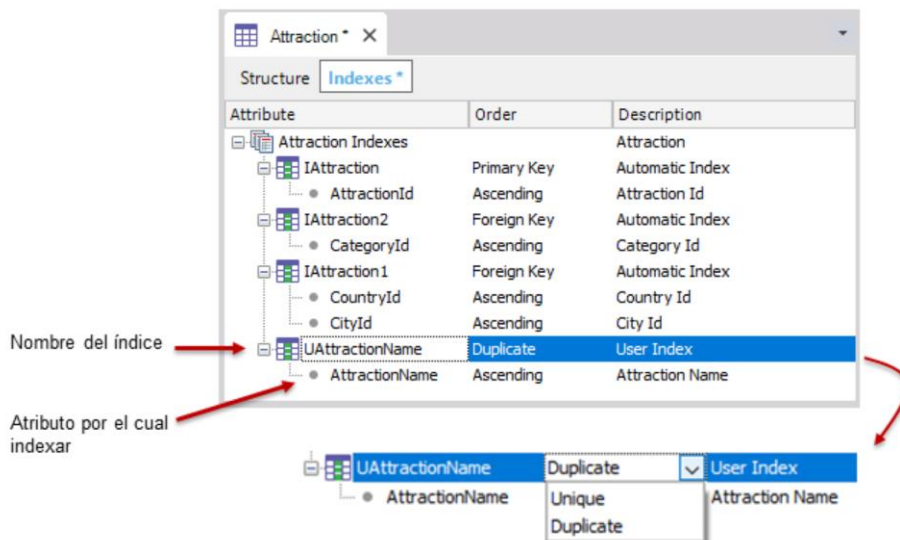 Attraction * X
Structure Indexes *
Attribute Order Description
Attraction Indexes Attraction
IAttraction Primary Key Automatic Index
AttractionId Ascending Attraction Id
IAttraction2 Foreign Key Automatic Index
CategoryId Ascending Category Id
IAttraction1 Foreign Key Automatic Index
CountryId Ascending Country Id
CityId Ascending City Id
Nombre del índice
UAttractionName Duplicate User Index
AttractionName Ascending Attraction Name
Atributo por el cual
indexar
UAttractionName Duplicate User Index
AttractionName Unique Attraction Name
Duplicate